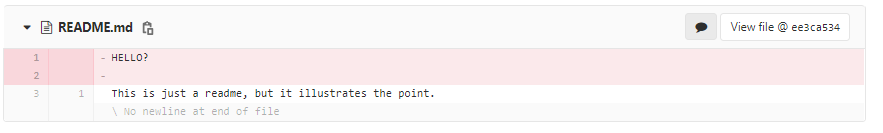 README.md View file @ ee3ca534
1 - HELLO?
2 -
3 1 This is just a readme, but it illustrates the point.
\ No newline at end of file